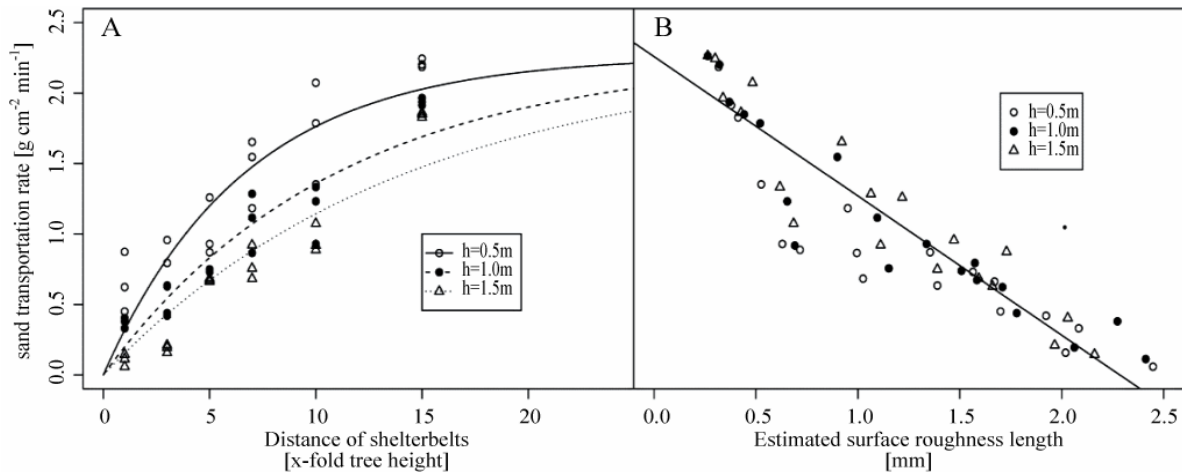 A
B
sand transportation rate [g cm⁻² min⁻¹]
2.5
2.0
1.5
1.0
0.5
0.0
h=0.5m
h=1.0m
h=1.5m
h=0.5m
h=1.0m
h=1.5m
0 5 10 15 20
0.0 0.5 1.0 1.5 2.0 2.5
Distance of shelterbelts
[x-fold tree height]
Estimated surface roughness length
[mm]